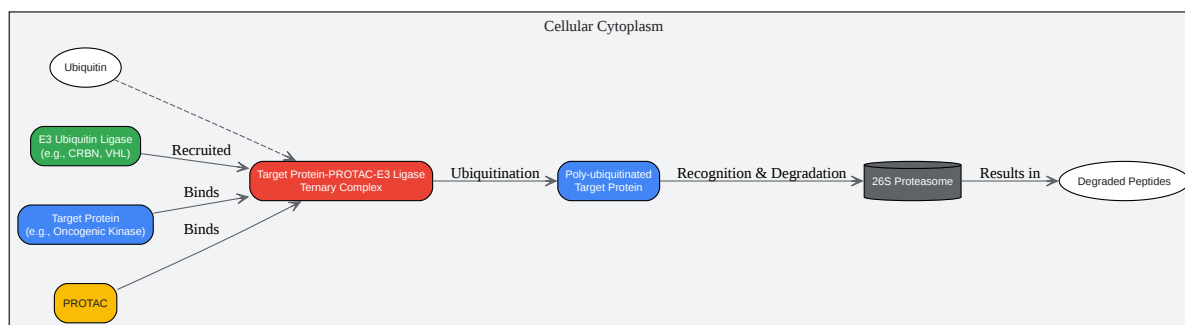 Cellular Cytoplasm
Ubiquitin
E3 Ubiquitin Ligase
(e.g., CRBN, VHL)
Recruited
Target Protein
(e.g., Oncogenic Kinase)
Binds
PROTAC
Binds
Target Protein-PROTAC-E3 Ligase
Ternary Complex
Ubiquitination
Poly-ubiquitinated
Target Protein
Recognition & Degradation
26S Proteasome
Results in
Degraded Peptides